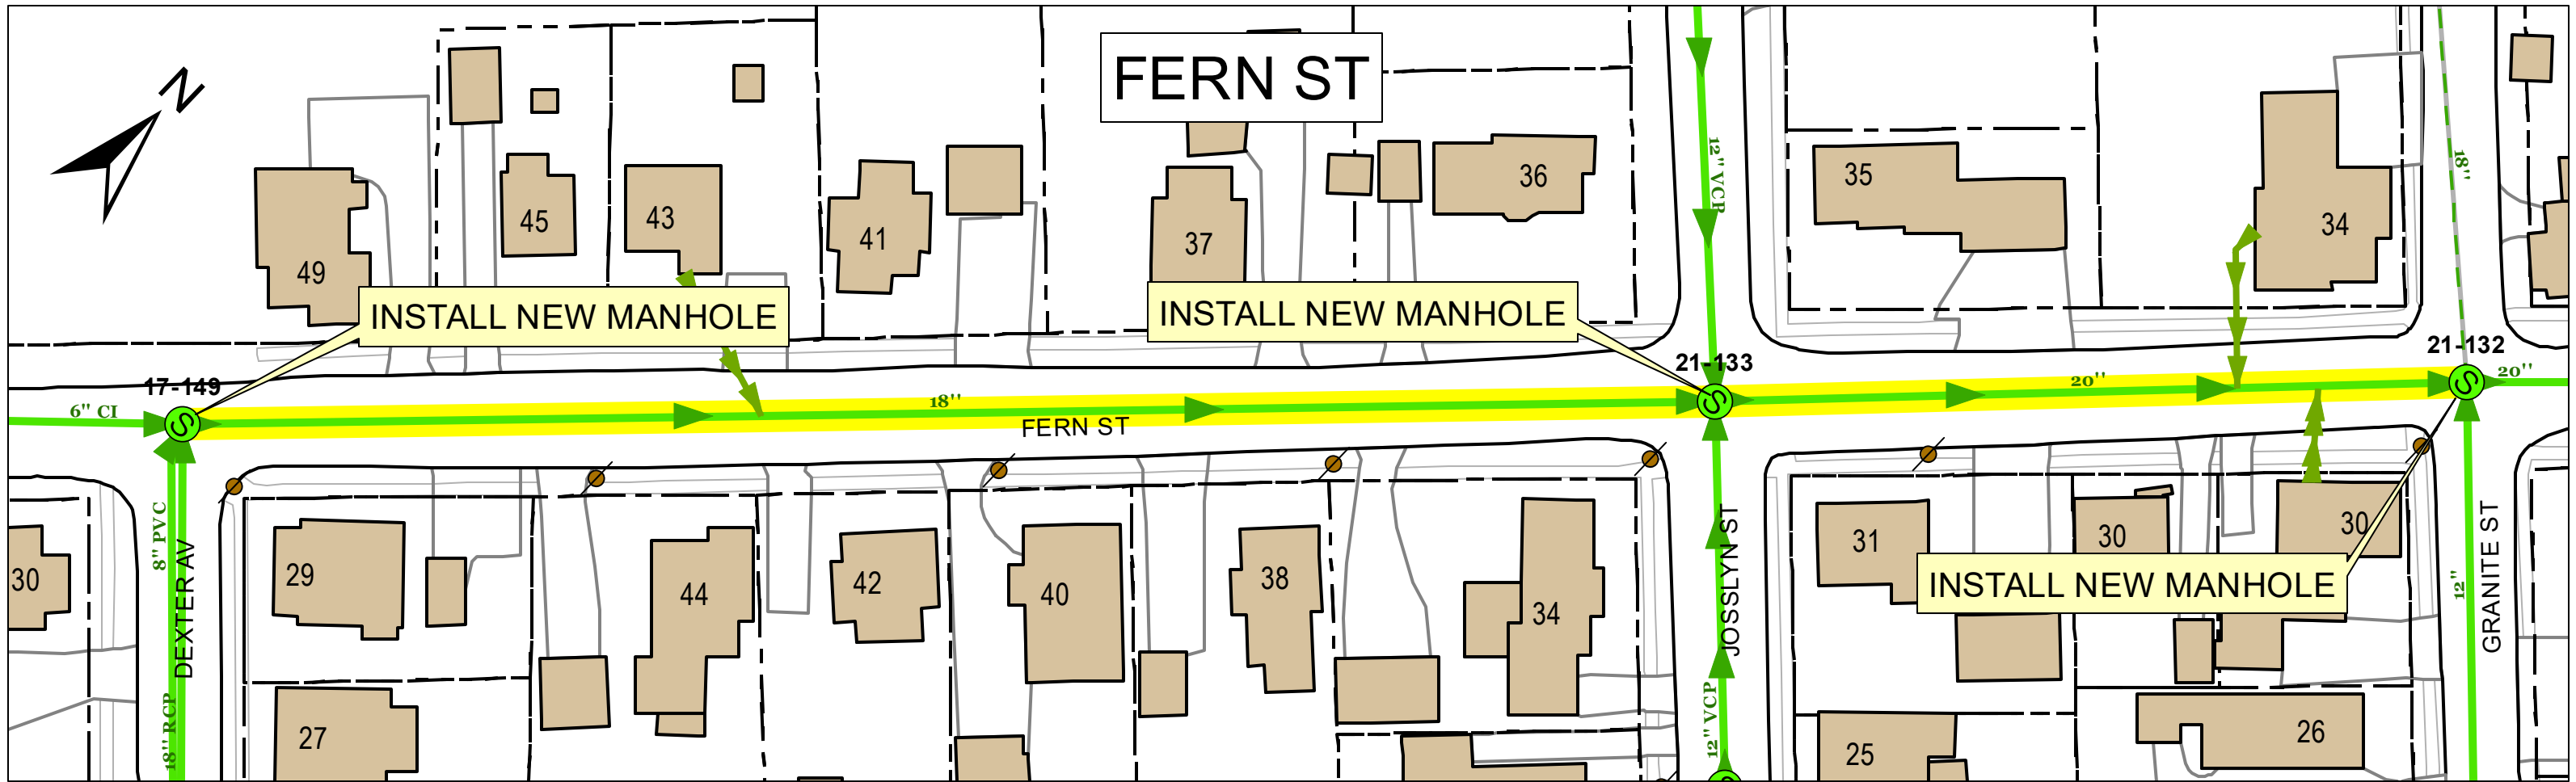 N
FERN ST
12" VCP
18"
36
35
34
45
43
41
37
49
INSTALL NEW MANHOLE
INSTALL NEW MANHOLE
17-149
21-133
21-132
6" CI
18"
20"
20"
FERN ST
8" PVC
DEXTER AV
18" RCP
JOSSLYN ST
12" VCP
GRANITE ST
12"
30
29
44
42
40
38
34
31
30
30
INSTALL NEW MANHOLE
27
25
26
S
S
S